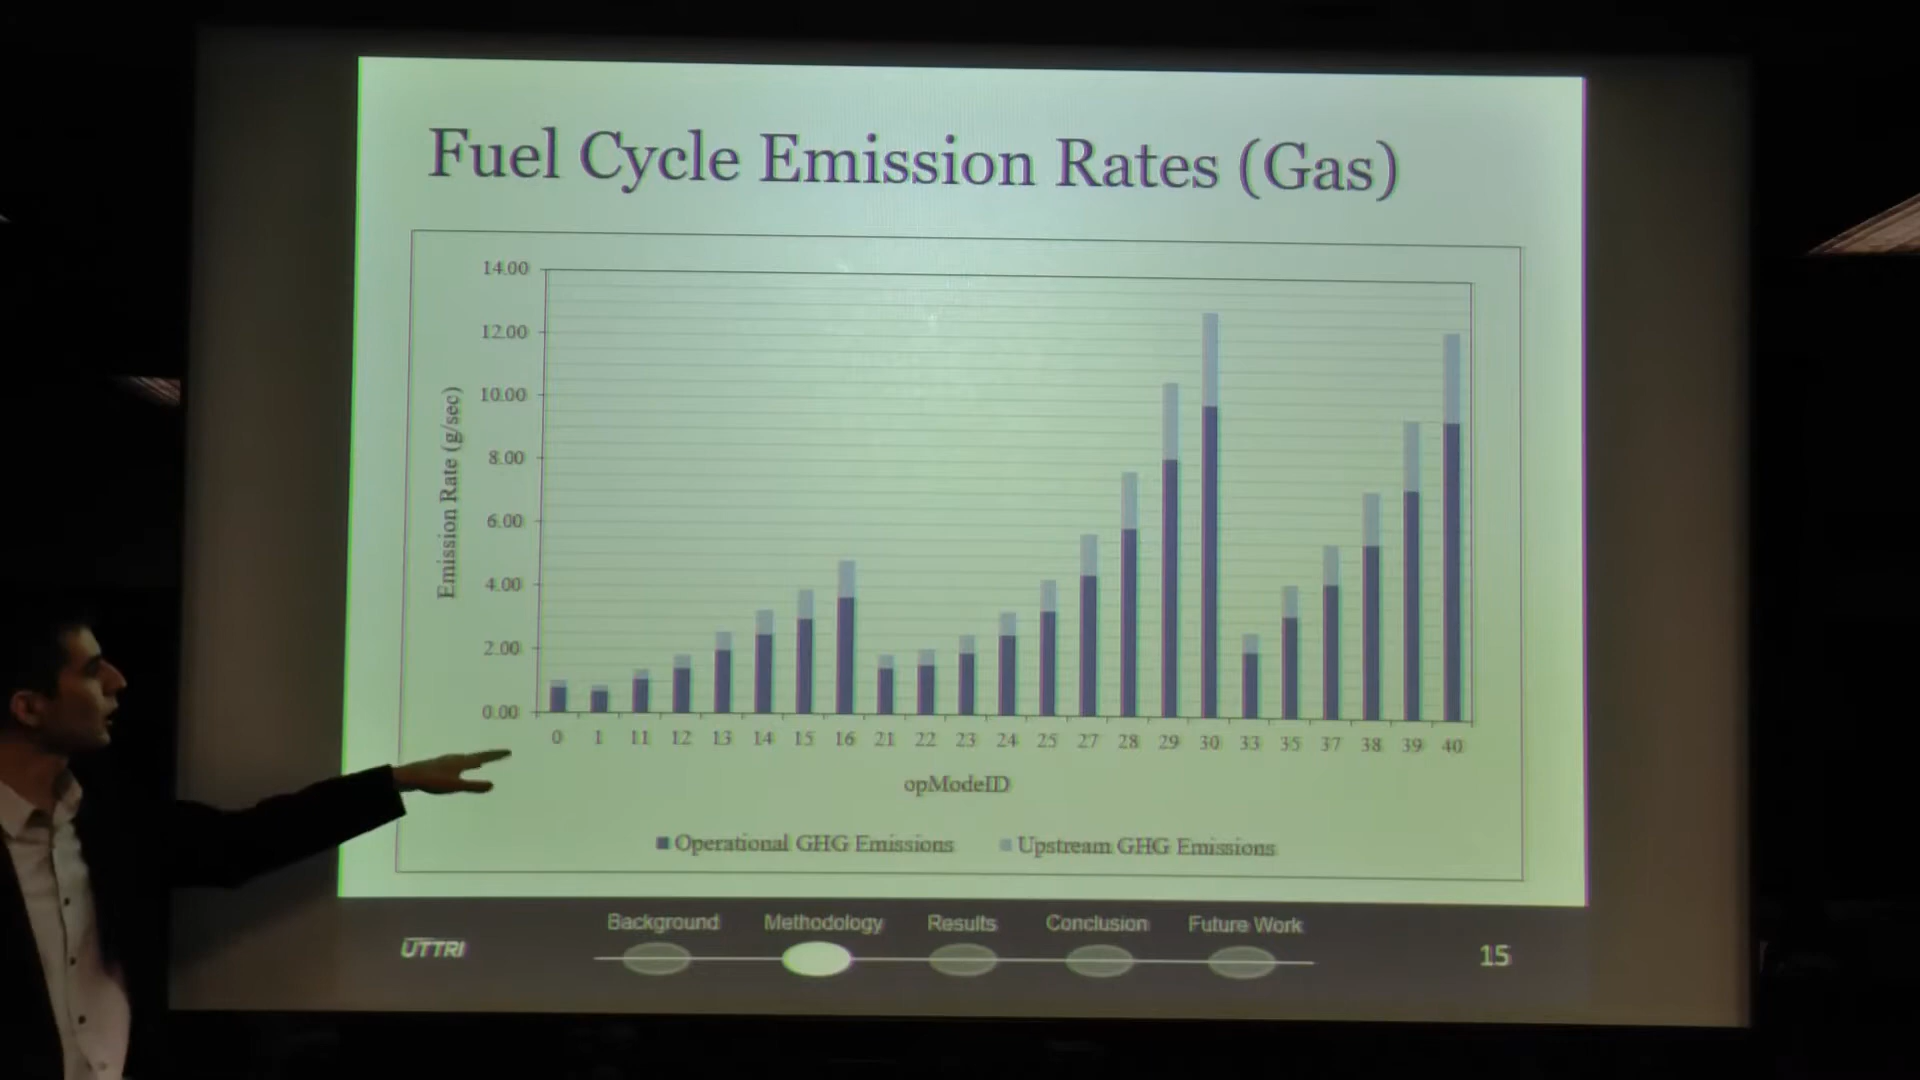 Fuel Cycle Emission Rates (Gas)
14.00
12.00
10.00
8.00
6.00
4.00
2.00
0.00
Emission Rate (g/sec)
0 1 11 12 13 14 15 16 21 22 23 24 25 27 28 29 30 33 35 37 38 39 40
opModeID
Operational GHG Emissions Upstream GHG Emissions
Background Methodology Results Conclusion Future Work
UTTRI
15